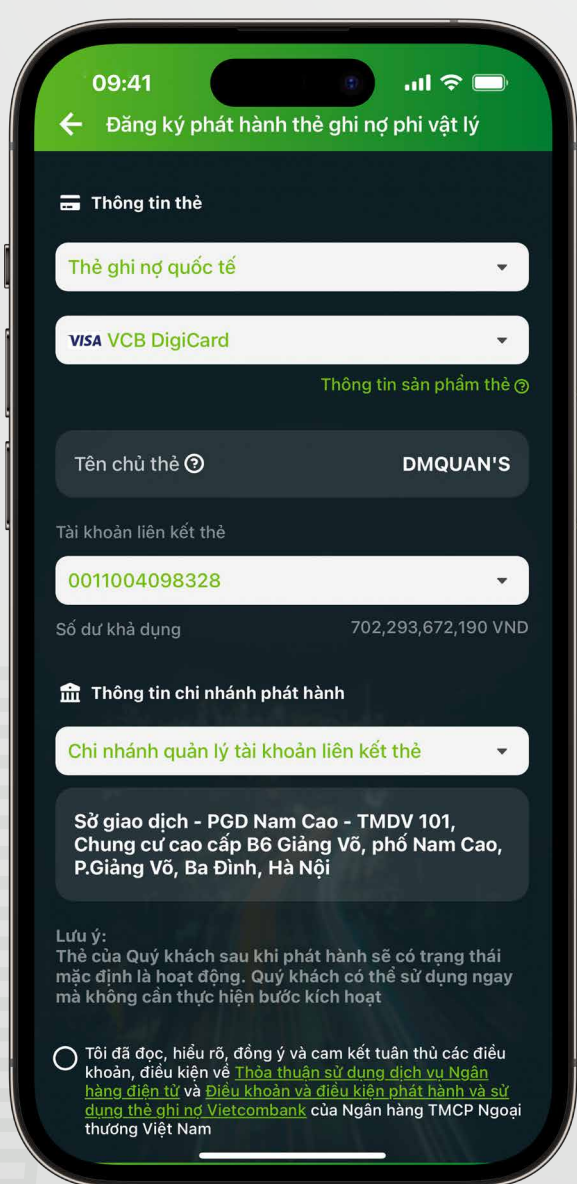 09:41
Đăng ký phát hành thẻ ghi nợ phi vật lý
Thông tin thẻ
Thẻ ghi nợ quốc tế
VISA VCB DigiCard
Thông tin sản phẩm thẻ
Tên chủ thẻ DMQUAN'S
Tài khoản liên kết thẻ
0011004098328
Số dư khả dụng 702,293,672,190 VND
Thông tin chi nhánh phát hành
Chi nhánh quản lý tài khoản liên kết thẻ
Sở giao dịch - PGD Nam Cao - TMDV 101,
Chung cư cao cấp B6 Giảng Võ, phố Nam Cao,
P.Giảng Võ, Ba Đình, Hà Nội
Lưu ý:
Thẻ của Quý khách sau khi phát hành sẽ có trạng thái
mặc định là hoạt động. Quý khách có thể sử dụng ngay
mà không cần thực hiện bước kích hoạt
Tôi đã đọc, hiểu rõ, đồng ý và cam kết tuân thủ các điều
khoản, điều kiện về Thỏa thuận sử dụng dịch vụ Ngân
hàng điện tử và Điều khoản và điều kiện phát hành và sử
dụng thẻ ghi nợ Vietcombank của Ngân hàng TMCP Ngoại
thương Việt Nam